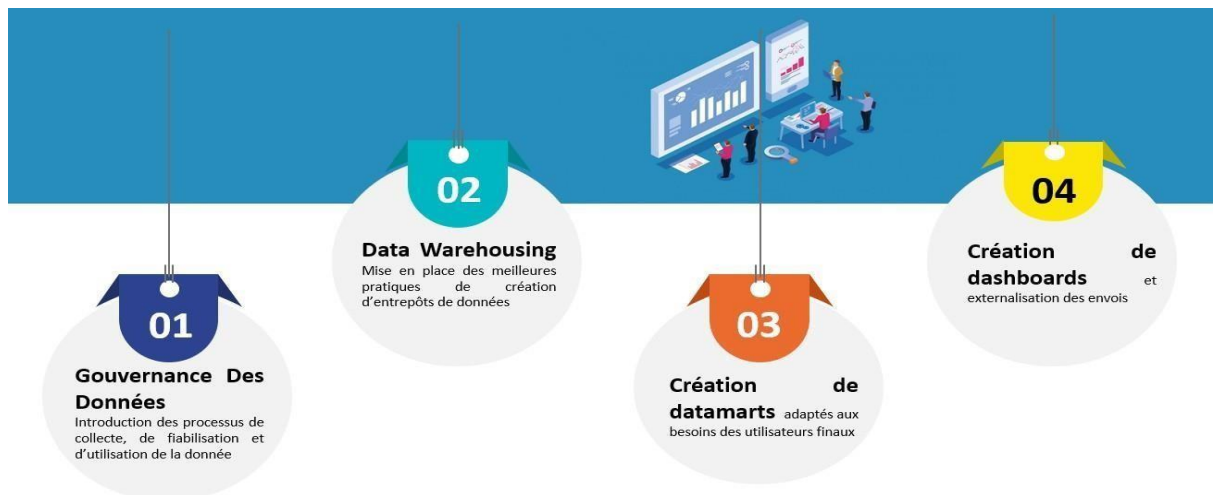 01
Gouvernance Des
Données
Introduction des processus de
collecte, de fiabilisation et
d'utilisation de la donnée
02
Data Warehousing
Mise en place des meilleures
pratiques de création
d'entrepôts de données
03
Création de
datamarts adaptés aux
besoins des utilisateurs finaux
04
Création de
dashboards et
externalisation des envois